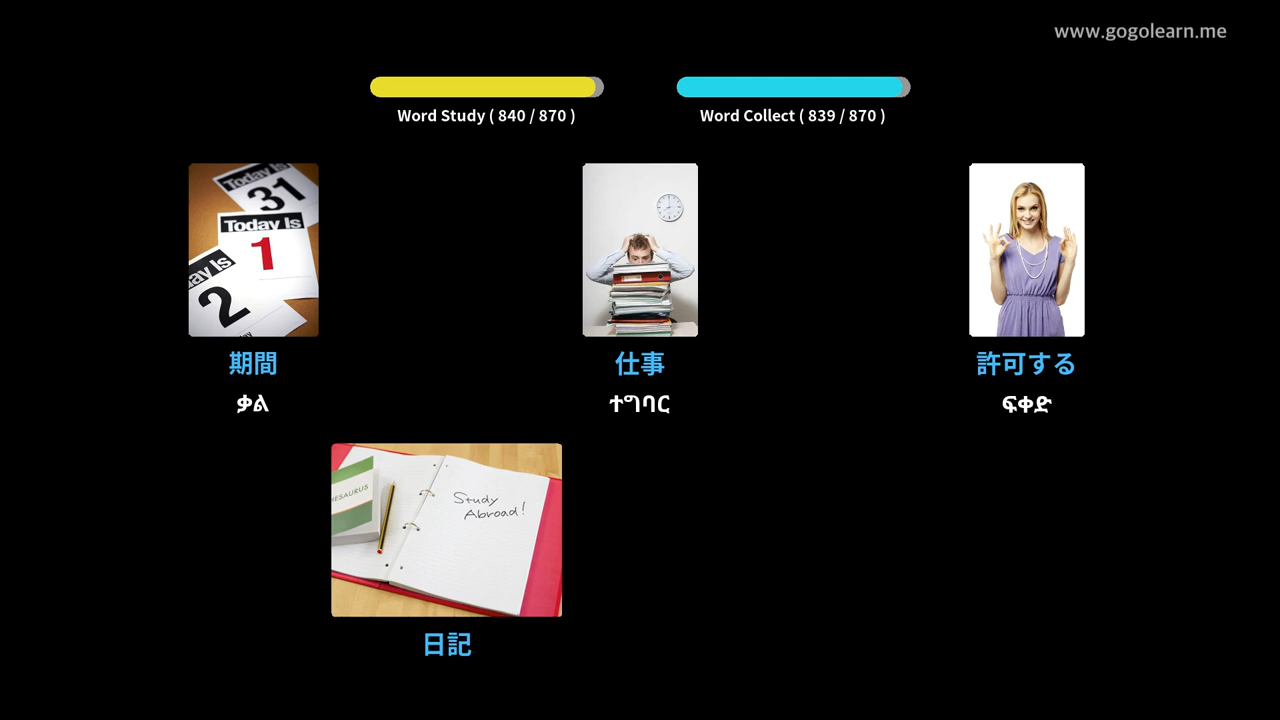 www.gogolearn.me
Word Study ( 840 / 870 )
Word Collect ( 839 / 870 )
Today Is
31
Today Is
1
ay Is
2
期間
仕事
許可する
ቃል
ተግባር
ፍቀድ
HESAURUS
Study
Abroad!
日記